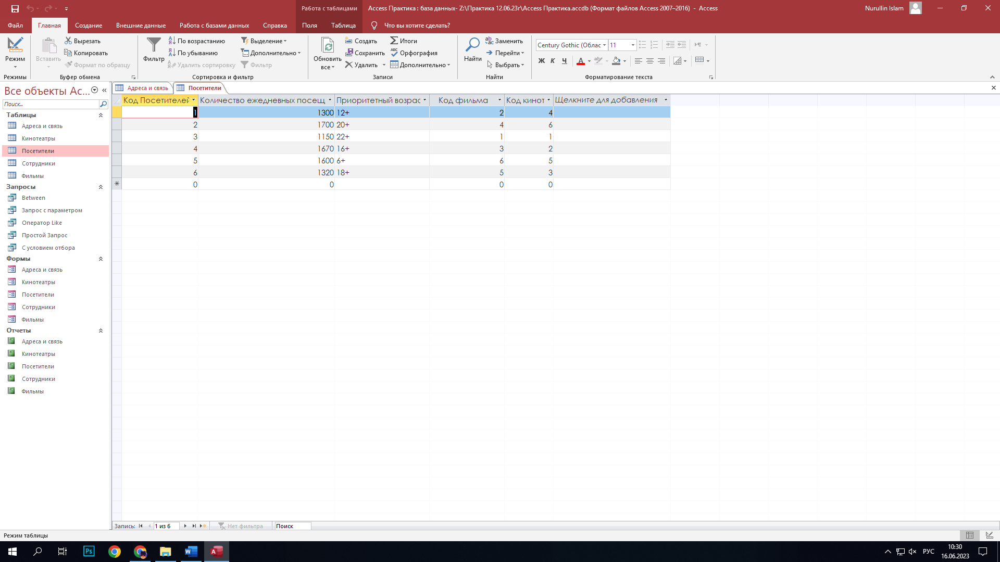 Работа с таблицами
Access Практика : база данных- Z:\Практика 12.06.23г\Access Практика.accdb (Формат файлов Access 2007–2016) - Access
Nurullin Islam
Файл Главная Создание Внешние данные Работа с базами данных Справка Поля Таблица Что вы хотите сделать?
Режим
Режимы
Вставить
Вырезать
Копировать
Формат по образцу
Буфер обмена
Фильтр
По возрастанию
По убыванию
Удалить сортировку
Выделение
Дополнительно
Фильтр
Сортировка и фильтр
Обновить
все
Создать
Сохранить
Удалить
Итоги
Орфография
Дополнительно
Записи
Найти
Заменить
Перейти
Выбрать
Найти
Century Gothic (Облас
11
Ж К Ч
Форматирование текста
Все объекты Ac...
Поиск...
Таблицы
Адреса и связь
Кинотеатры
Посетители
Сотрудники
Фильмы
Запросы
Between
Запрос с параметром
Оператор Like
Простой Запрос
С условием отбора
Формы
Адреса и связь
Кинотеатры
Посетители
Сотрудники
Фильмы
Отчеты
Адреса и связь
Кинотеатры
Посетители
Сотрудники
Фильмы
Адреса и связь
Посетители
Код Посетителей Количество ежедневных посещ Приоритетный возрас Код фильма Код кинот Щелкните для добавления
1 1300 12+ 2 4
2 1700 20+ 4 6
3 1150 22+ 1 1
4 1670 16+ 3 2
5 1600 6+ 6 5
6 1320 18+ 5 3
0 0 0 0
Запись: 1 из 6 Нет фильтра Поиск
Режим таблицы
Ps
РУС
10:30
16.06.2023